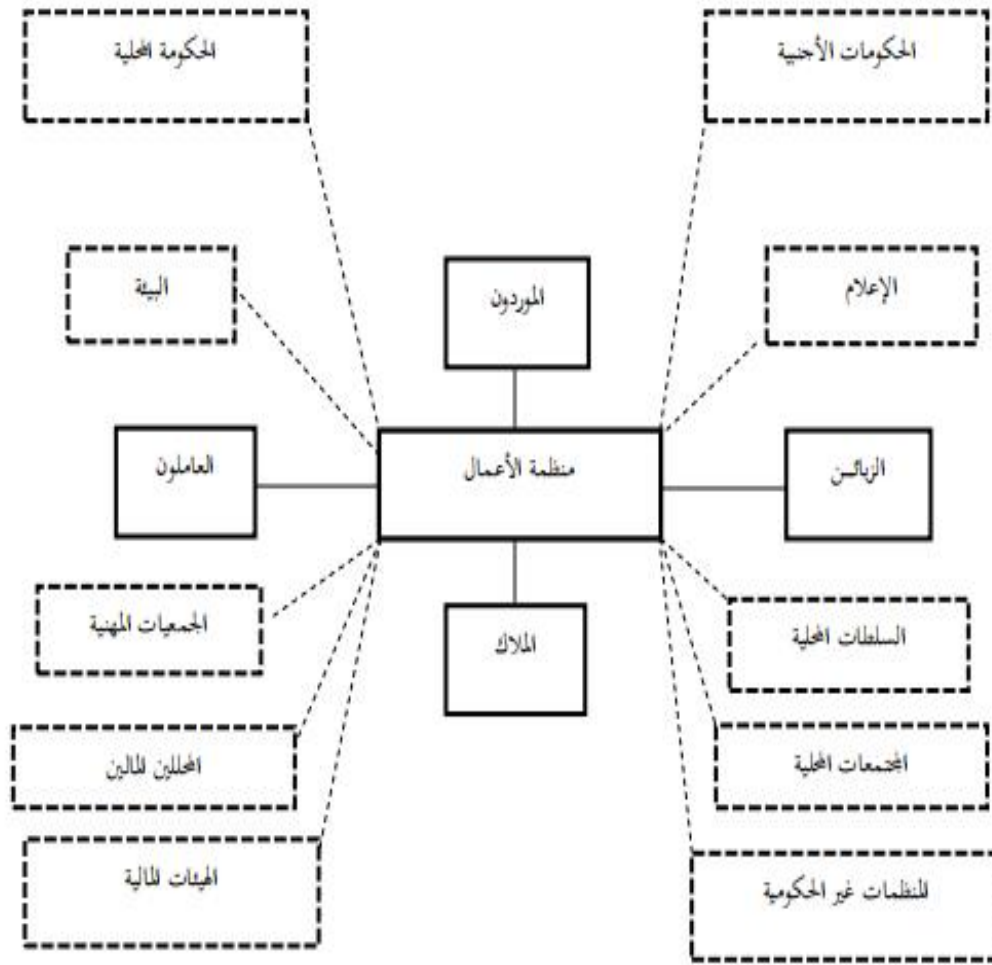 الحكومة المحلية
الحكومات الأجنبية
البيئة
الموردون
الإعلام
العاملون
منظمة الأعمال
الزبائـن
الجمعيات المهنية
الملاك
السلطات المحلية
المحللين الماليين
المجتمعات المحلية
الهيئات المالية
المنظمات غير الحكومية